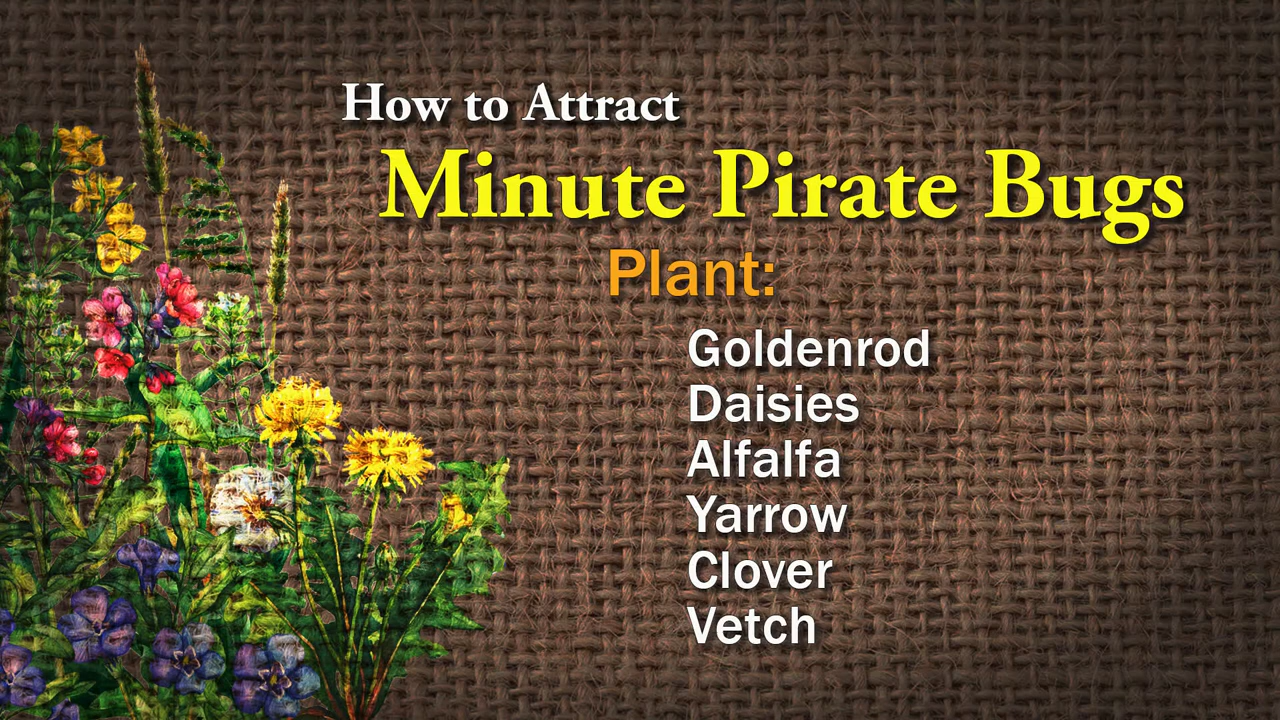 How to Attract
Minute Pirate Bugs
Plant:
Goldenrod
Daisies
Alfalfa
Yarrow
Clover
Vetch